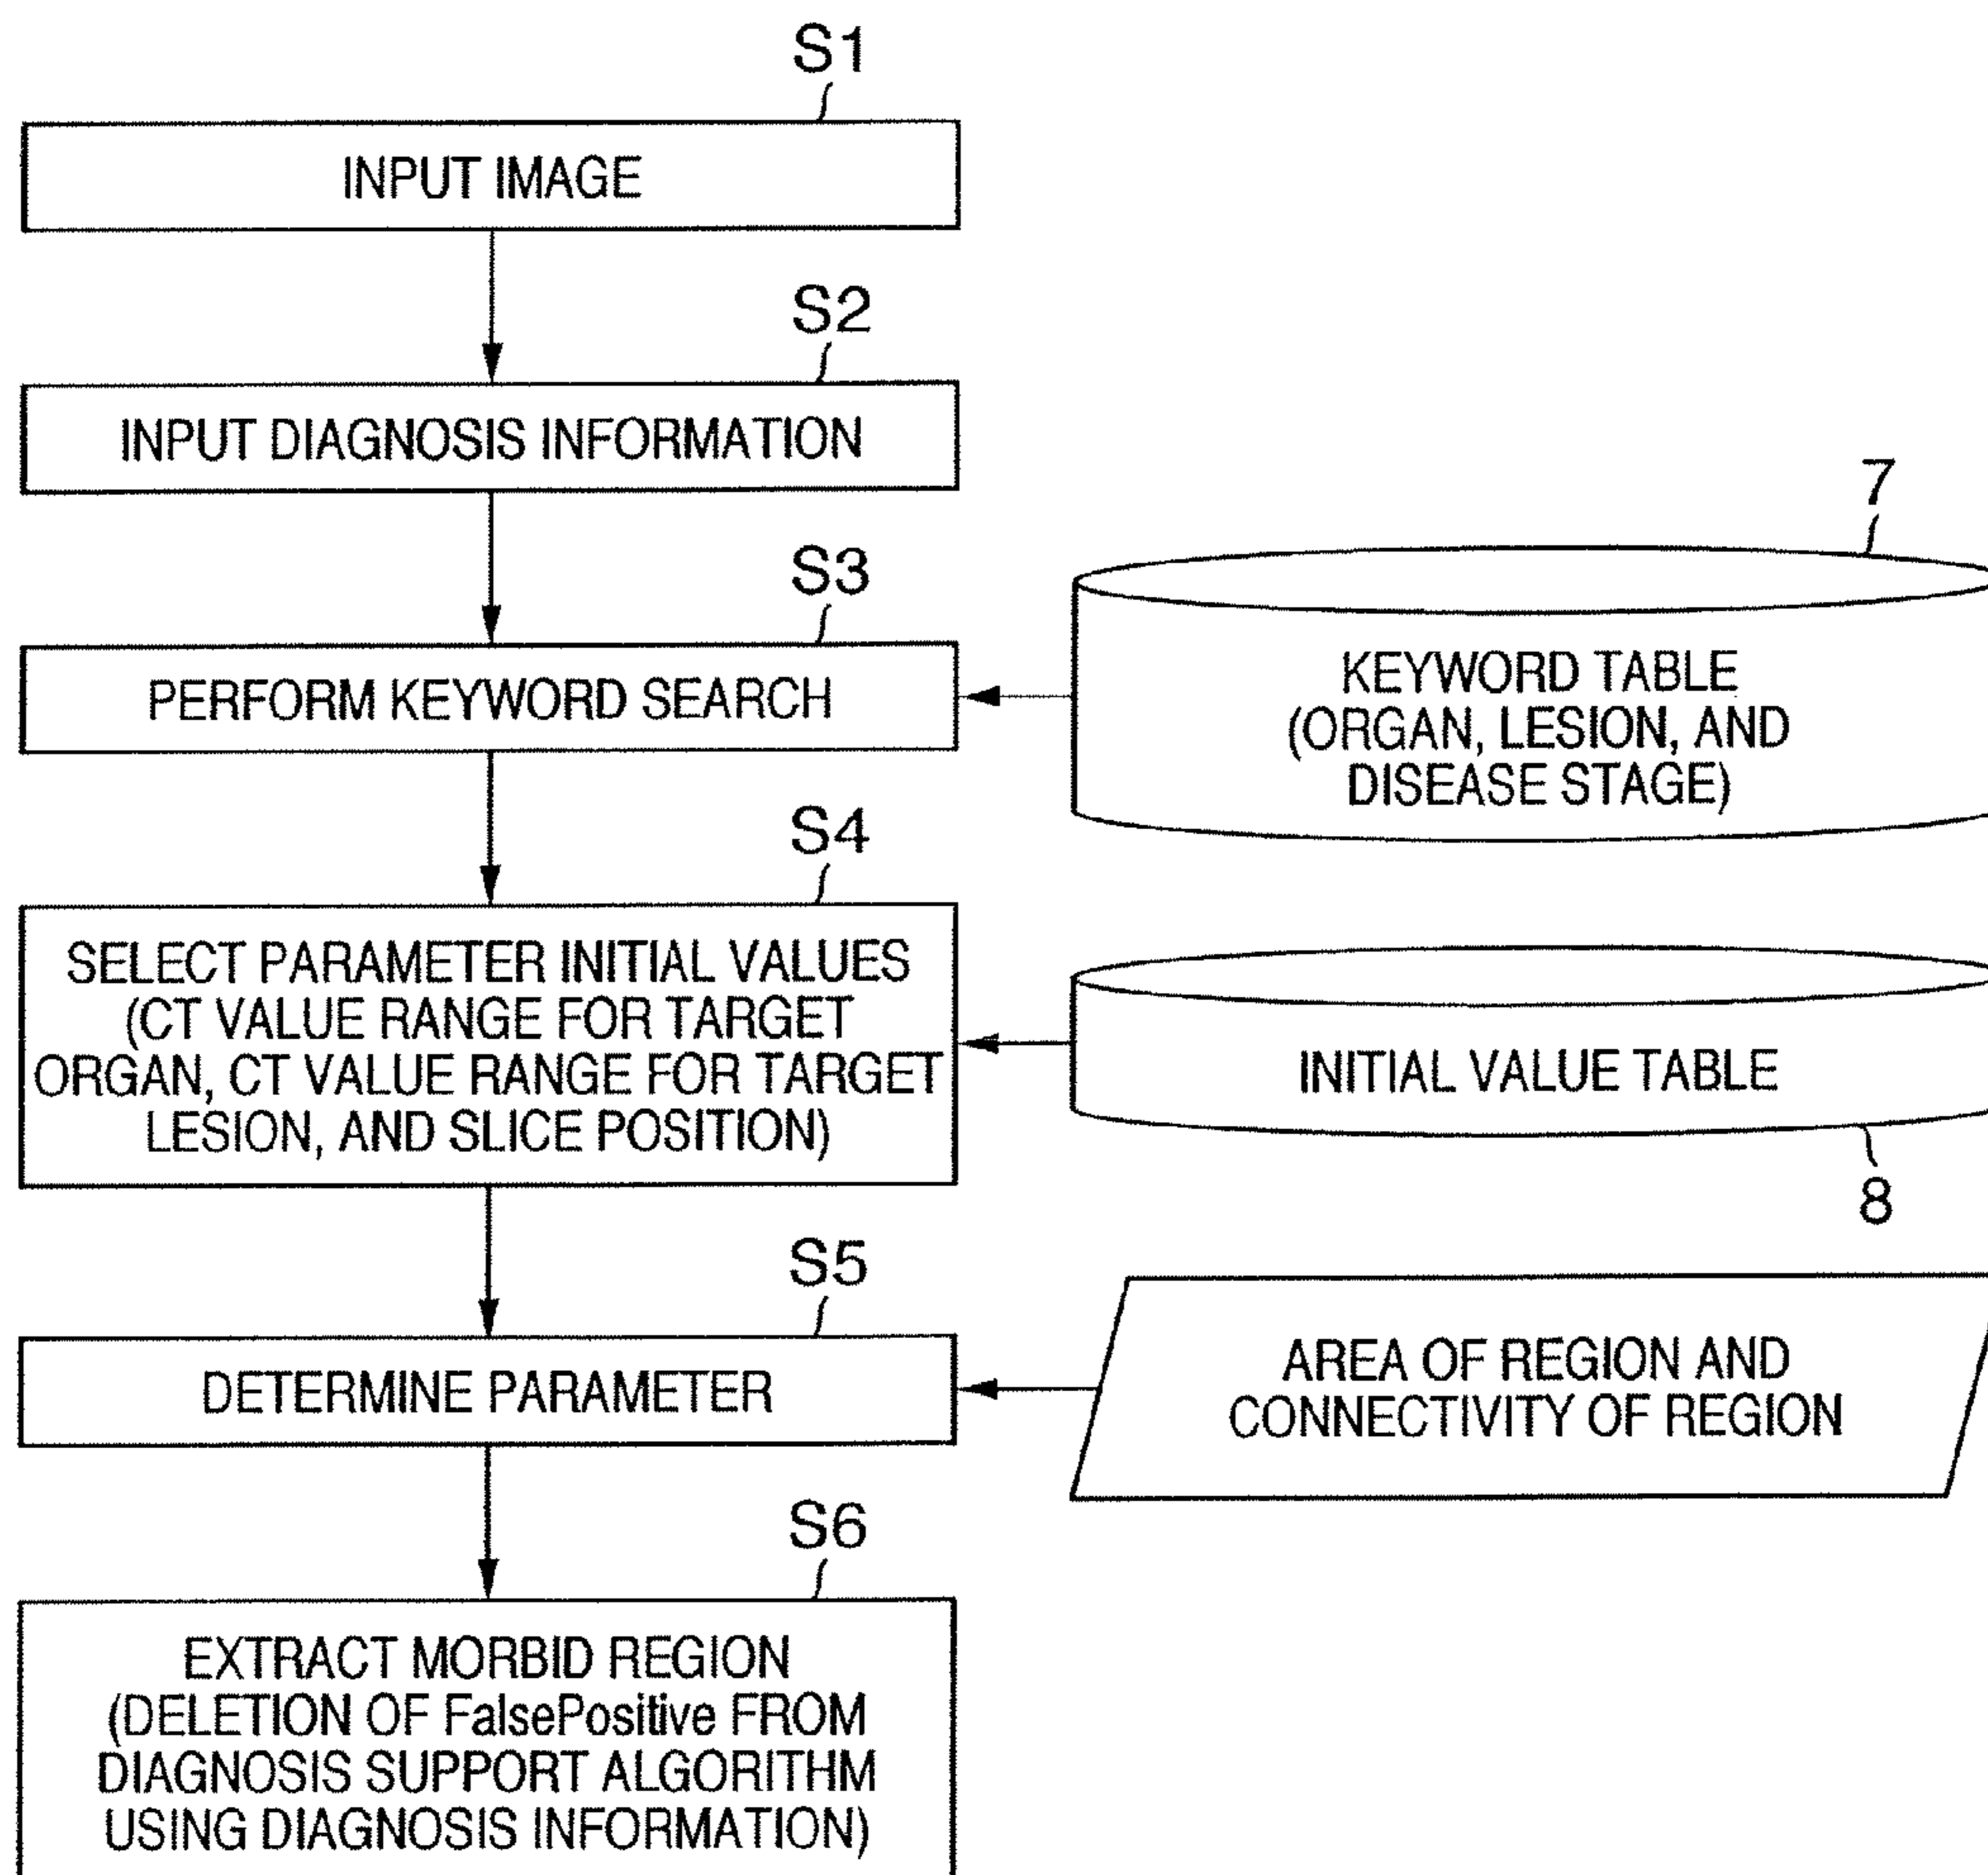 S1
INPUT IMAGE
S2
INPUT DIAGNOSIS INFORMATION
S3
PERFORM KEYWORD SEARCH
7
KEYWORD TABLE
(ORGAN, LESION, AND
DISEASE STAGE)
S4
SELECT PARAMETER INITIAL VALUES
(CT VALUE RANGE FOR TARGET
ORGAN, CT VALUE RANGE FOR TARGET
LESION, AND SLICE POSITION)
INITIAL VALUE TABLE
8
S5
DETERMINE PARAMETER
AREA OF REGION AND
CONNECTIVITY OF REGION
S6
EXTRACT MORBID REGION
(DELETION OF FalsePositive FROM
DIAGNOSIS SUPPORT ALGORITHM
USING DIAGNOSIS INFORMATION)